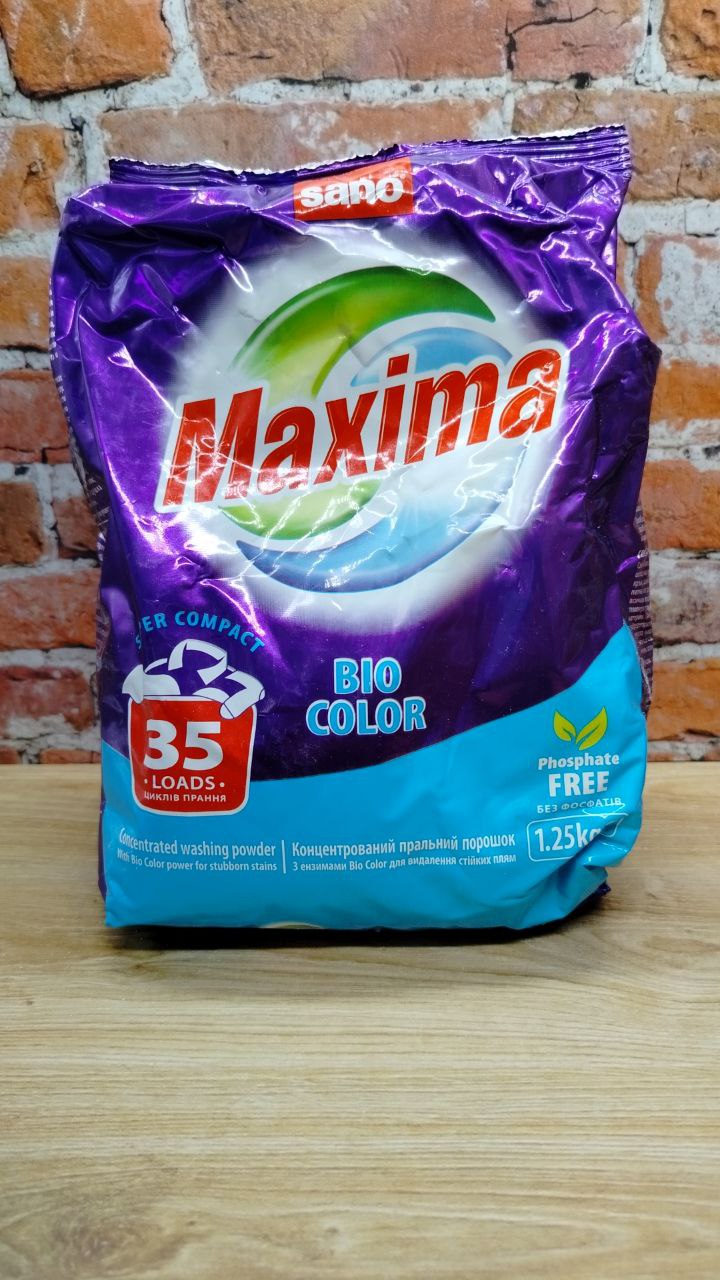 sano
Maxima
SUPER COMPACT
35
• LOADS •
ЦИКЛІВ ПРАННЯ
BIO
COLOR
Phosphate
FREE
БЕЗ ФОСФАТІВ
1.25kg
Concentrated washing powder
With Bio Color power for stubborn stains
Концентрований пральний порошок
З ензимами Bio Color для видалення стійких плям